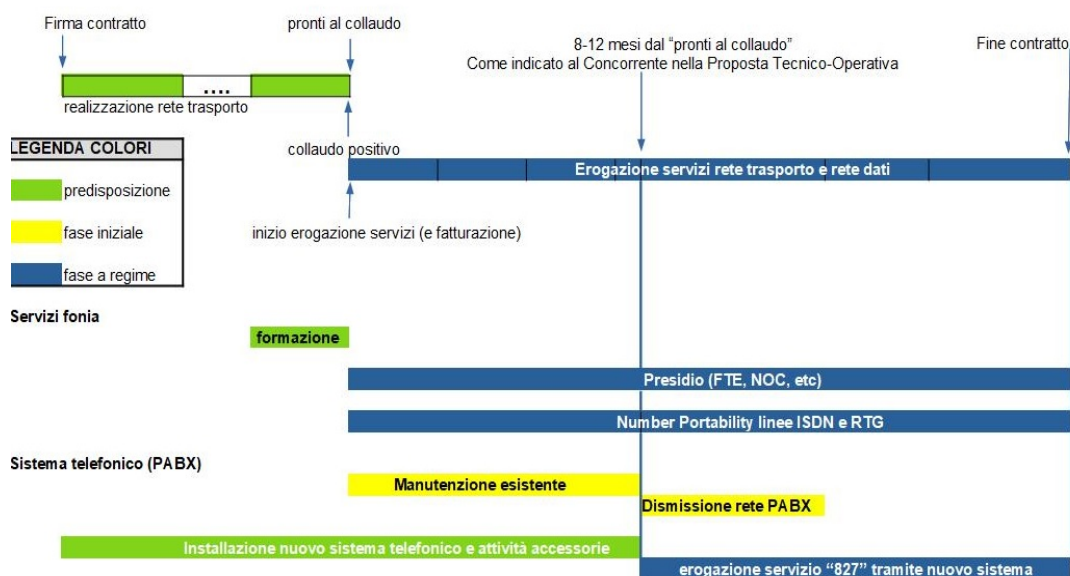 Firma contratto
pronti al collaudo
8-12 mesi dal “pronti al collaudo”
Come indicato al Concorrente nella Proposta Tecnico-Operativa
Fine contratto
....
realizzazione rete trasporto
LEGENDA COLORI
predisposizione
fase iniziale
fase a regime
collaudo positivo
Erogazione servizi rete trasporto e rete dati
inizio erogazione servizi (e fatturazione)
Servizi fonia
formazione
Presidio (FTE, NOC, etc)
Number Portability linee ISDN e RTG
Sistema telefonico (PABX)
Manutenzione esistente
Dismissione rete PABX
Installazione nuovo sistema telefonico e attività accessorie
erogazione servizio “827” tramite nuovo sistema